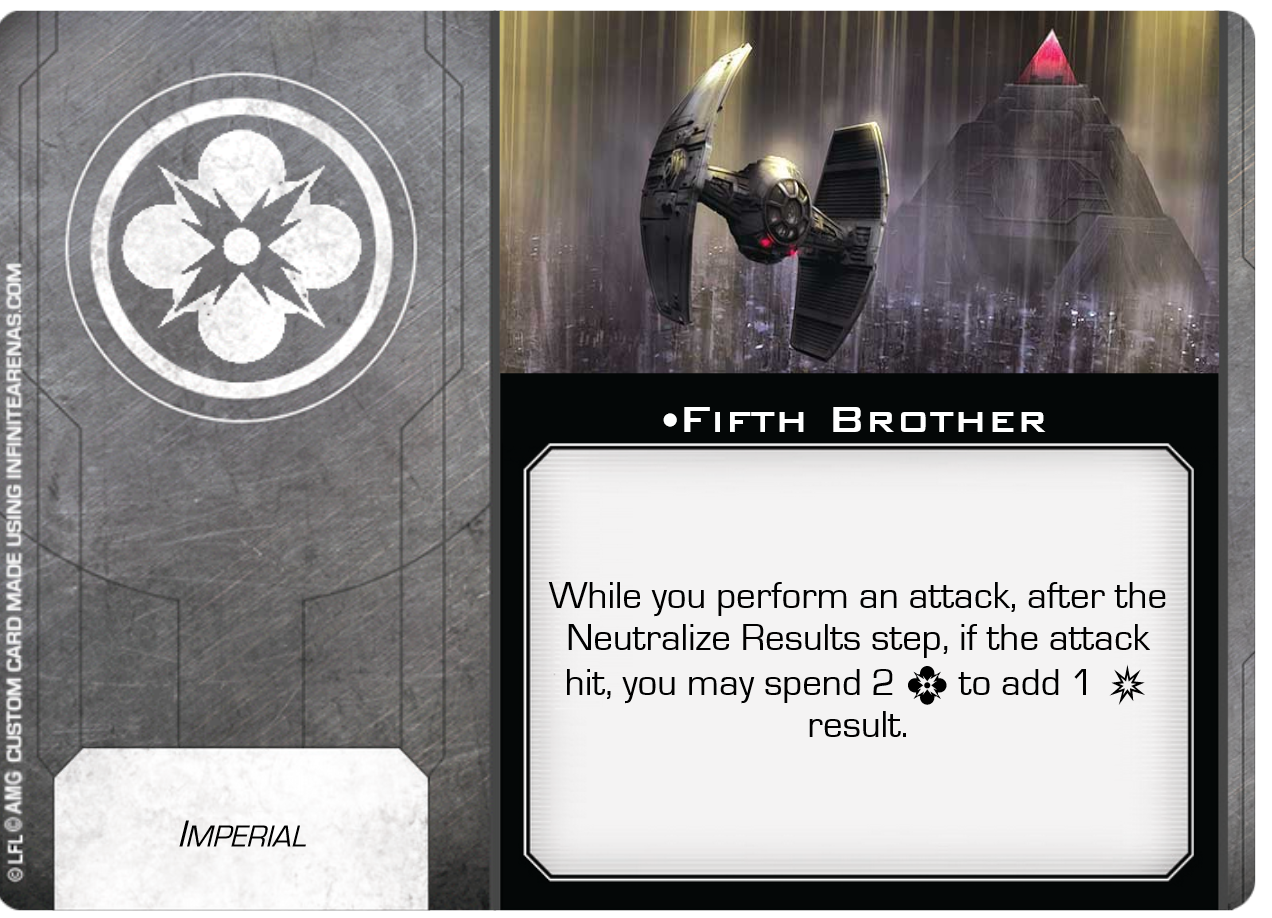 •Fifth Brother
While you perform an attack, after the
Neutralize Results step, if the attack
hit, you may spend 2 to add 1
result.
Imperial
© LFL © AMG CUSTOM CARD MADE USING INFINITEARENAS.COM